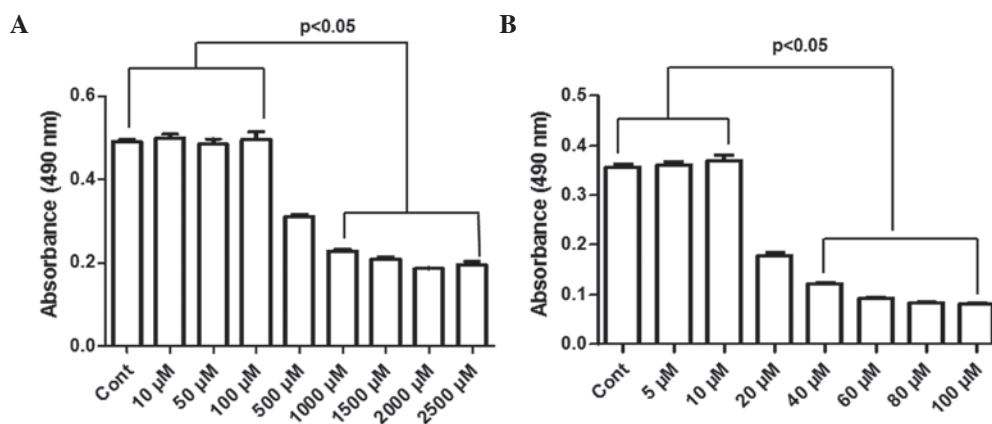 A
p<0.05
Absorbance (490 nm)
0.6
0.4
0.2
0.0
Cont
10 µM
50 µM
100 µM
500 µM
1000 µM
1500 µM
2000 µM
2500 µM
B
p<0.05
Absorbance (490 nm)
0.5
0.4
0.3
0.2
0.1
0.0
Cont
5 µM
10 µM
20 µM
40 µM
60 µM
80 µM
100 µM